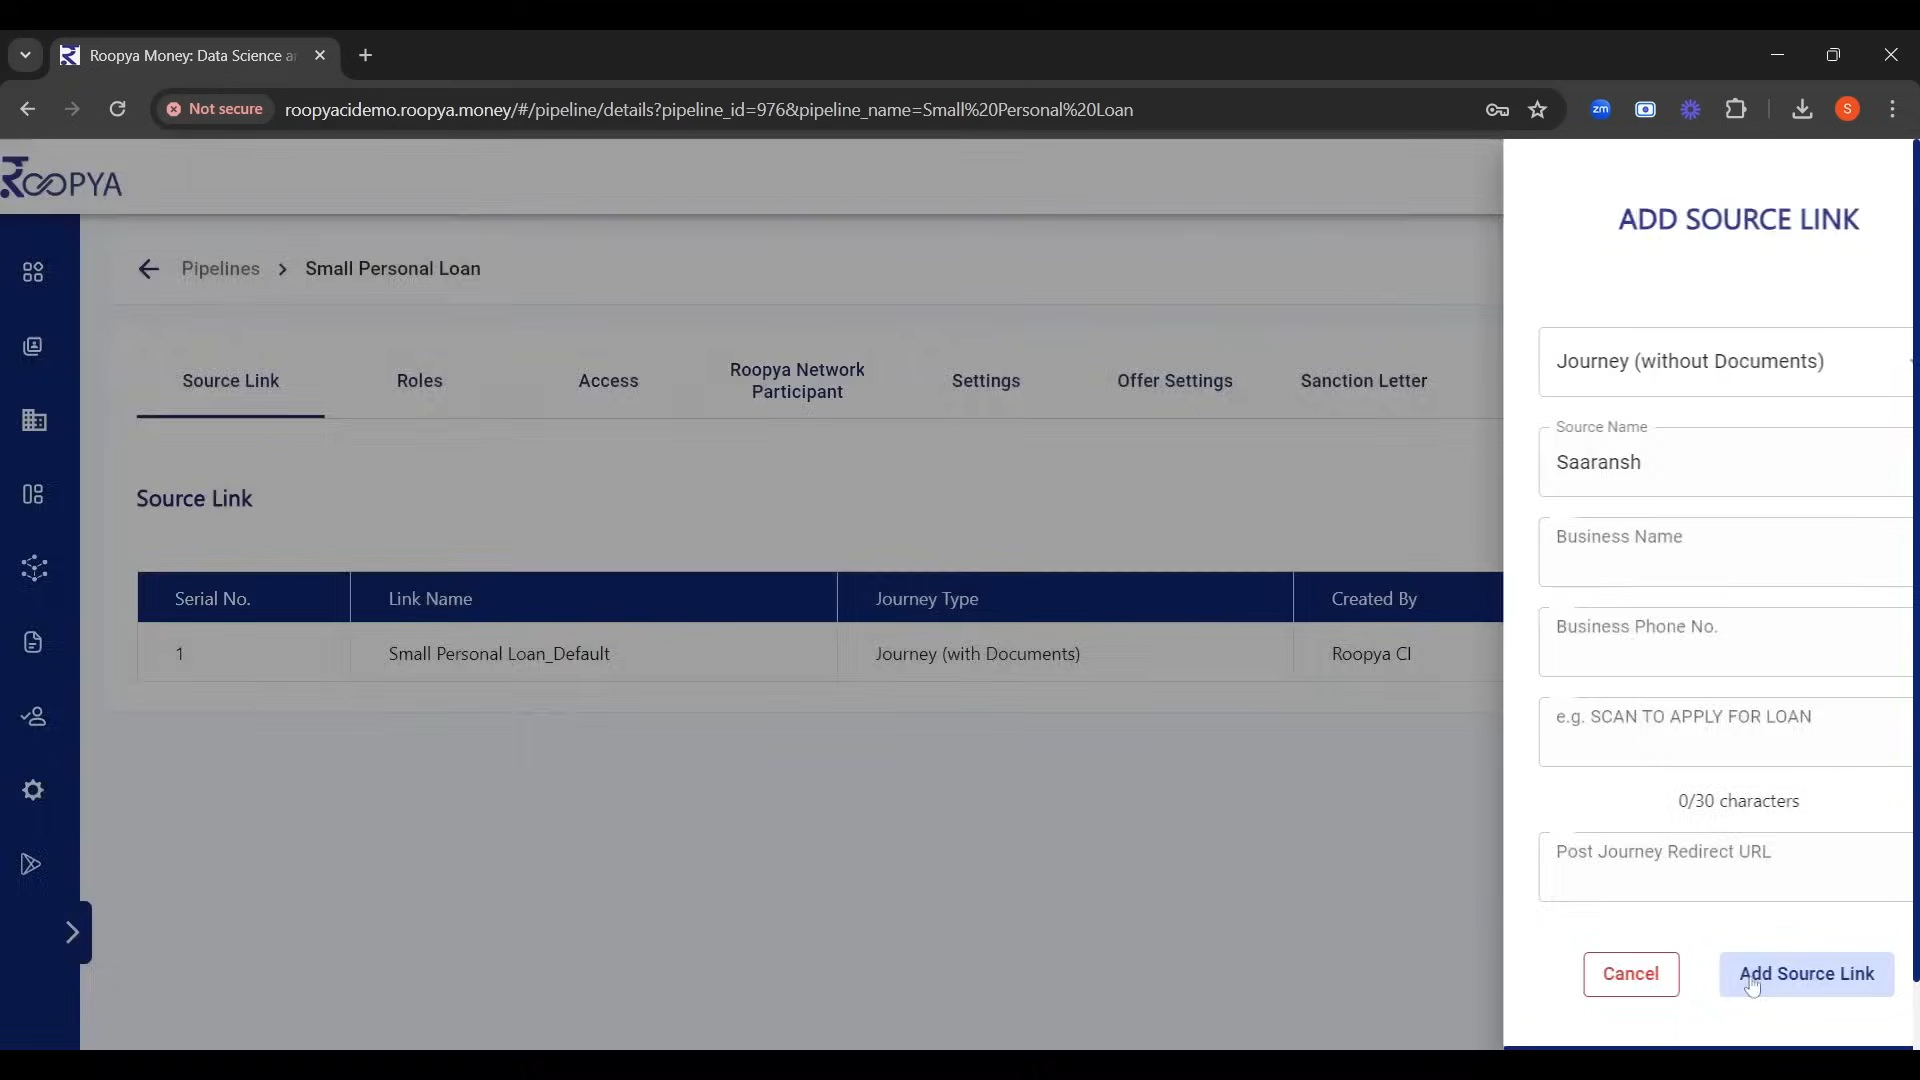 Roopya Money: Data Science a
Not secure
roopyacidemo.roopya.money/#/pipeline/details?pipeline_id=976&pipeline_name=Small%20Personal%20Loan
zm
S
ROOPYA
Pipelines > Small Personal Loan
Source Link
Roles
Access
Roopya Network
Participant
Settings
Offer Settings
Sanction Letter
Source Link
Serial No. Link Name Journey Type Created By
1 Small Personal Loan_Default Journey (with Documents) Roopya CI
ADD SOURCE LINK
Journey (without Documents)
Source Name
Saaransh
Business Name
Business Phone No.
e.g. SCAN TO APPLY FOR LOAN
0/30 characters
Post Journey Redirect URL
Cancel
Add Source Link